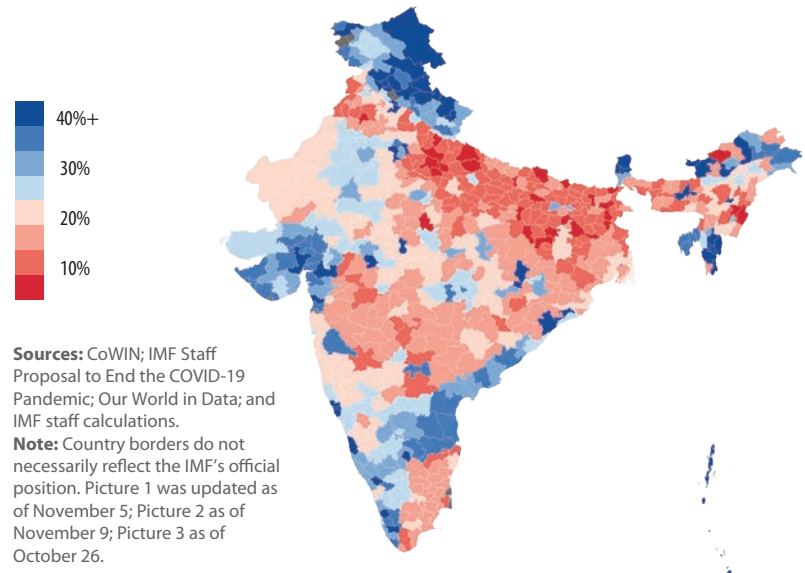 40%+
30%
20%
10%
Sources: CoWIN; IMF Staff
Proposal to End the COVID-19
Pandemic; Our World in Data; and
IMF staff calculations.
Note: Country borders do not
necessarily reflect the IMF’s official
position. Picture 1 was updated as
of November 5; Picture 2 as of
November 9; Picture 3 as of
October 26.